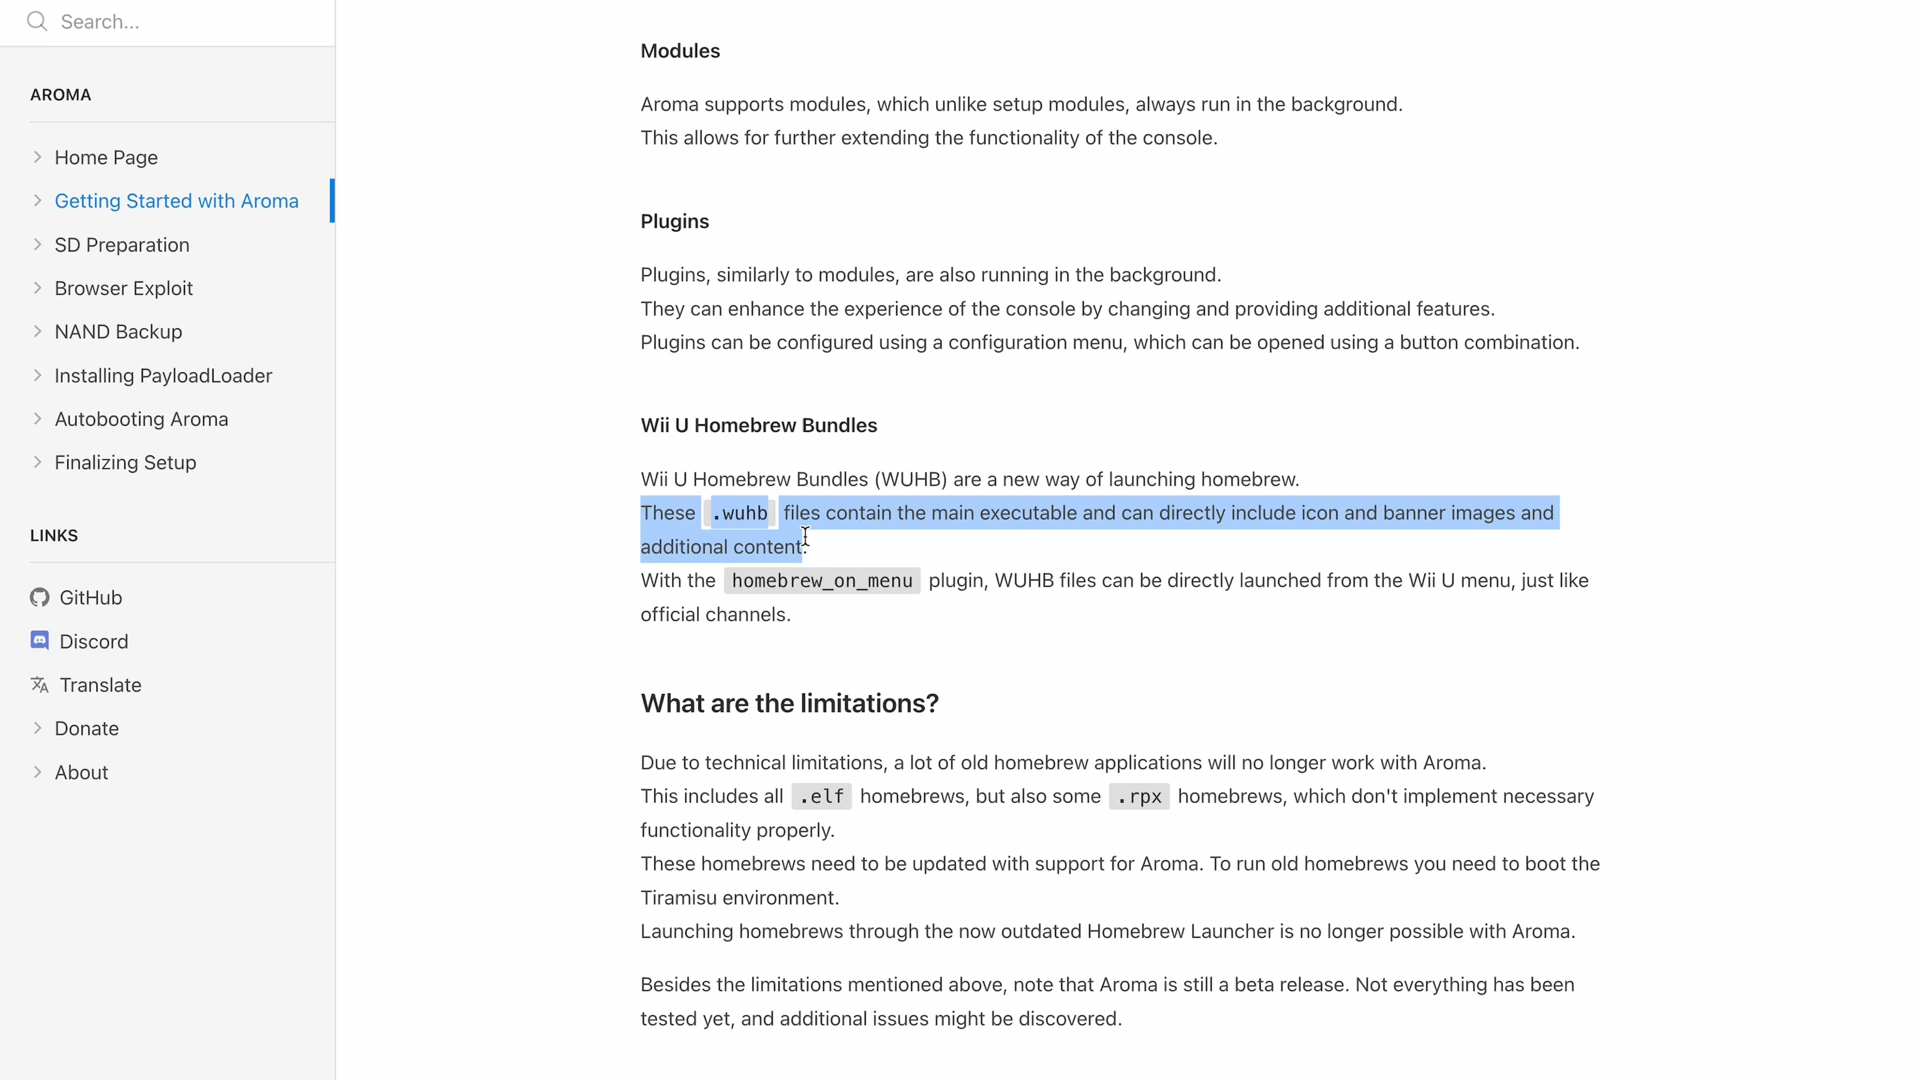 Search...
AROMA
Home Page
Getting Started with Aroma
SD Preparation
Browser Exploit
NAND Backup
Installing PayloadLoader
Autobooting Aroma
Finalizing Setup
LINKS
GitHub
Discord
Translate
Donate
About
Modules
Aroma supports modules, which unlike setup modules, always run in the background.
This allows for further extending the functionality of the console.
Plugins
Plugins, similarly to modules, are also running in the background.
They can enhance the experience of the console by changing and providing additional features.
Plugins can be configured using a configuration menu, which can be opened using a button combination.
Wii U Homebrew Bundles
Wii U Homebrew Bundles (WUHB) are a new way of launching homebrew.
These .wuhb files contain the main executable and can directly include icon and banner images and
additional content.
With the homebrew_on_menu plugin, WUHB files can be directly launched from the Wii U menu, just like
official channels.
What are the limitations?
Due to technical limitations, a lot of old homebrew applications will no longer work with Aroma.
This includes all .elf homebrews, but also some .rpx homebrews, which don't implement necessary
functionality properly.
These homebrews need to be updated with support for Aroma. To run old homebrews you need to boot the
Tiramisu environment.
Launching homebrews through the now outdated Homebrew Launcher is no longer possible with Aroma.
Besides the limitations mentioned above, note that Aroma is still a beta release. Not everything has been
tested yet, and additional issues might be discovered.